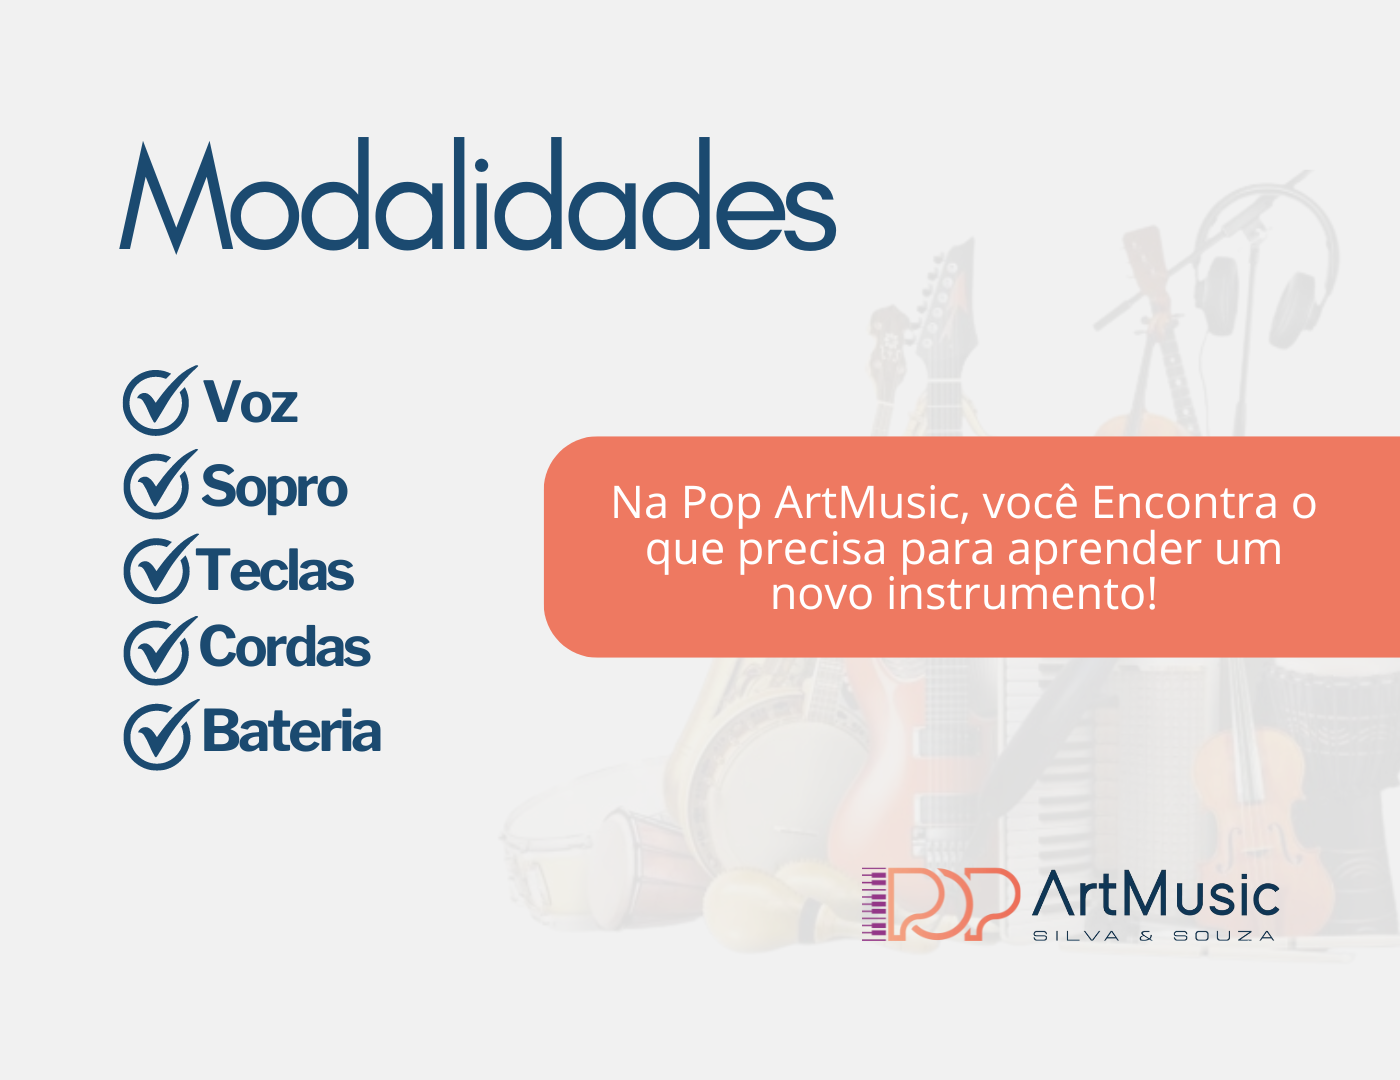 Modalidades
Voz
Sopro
Teclas
Cordas
Bateria
Na Pop ArtMusic, você Encontra o
que precisa para aprender um
novo instrumento!
POP ArtMusic
SILVA & SOUZA